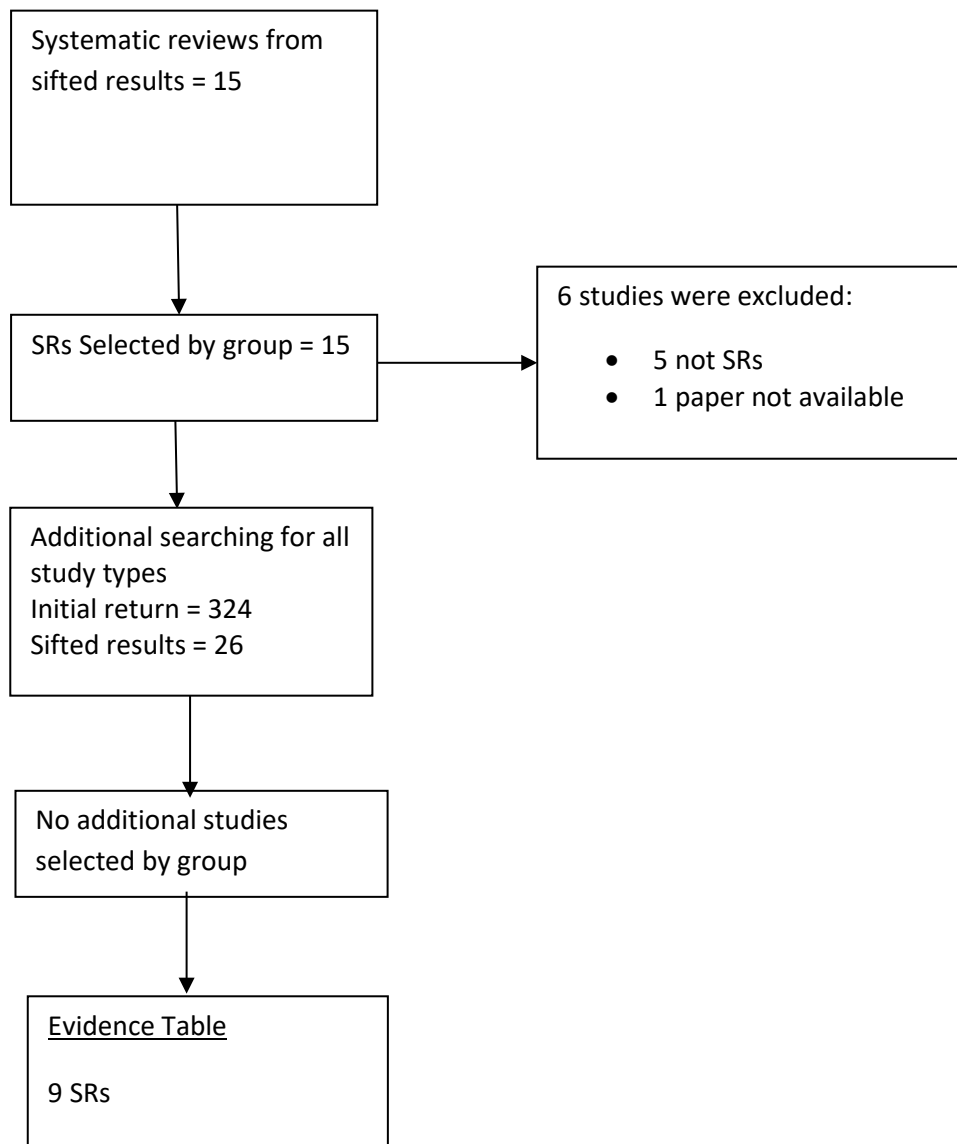 Systematic reviews from
sifted results = 15
SRs Selected by group = 15
6 studies were excluded:
• 5 not SRs
• 1 paper not available
Additional searching for all
study types
Initial return = 324
Sifted results = 26
No additional studies
selected by group
Evidence Table
9 SRs